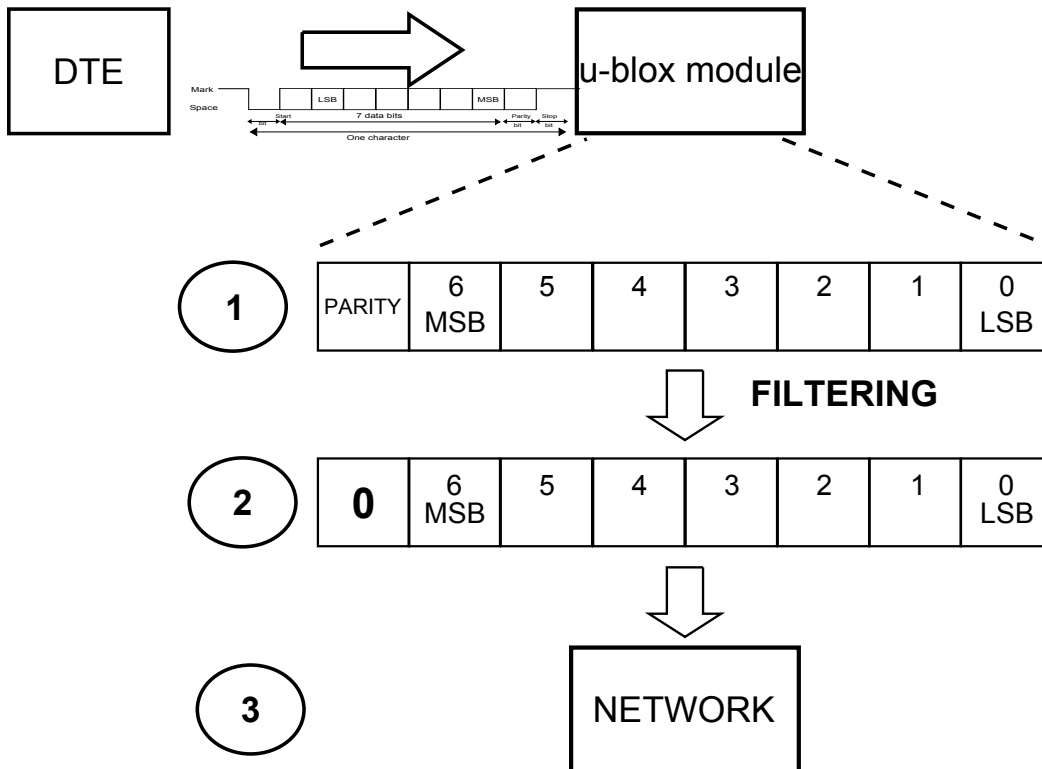 DTE
u-blox module
Mark
Space
LSB
MSB
Start
bit
7 data bits
Parity
bit
Stop
bit
One character
1
PARITY
6
MSB
5
4
3
2
1
0
LSB
FILTERING
2
0
6
MSB
5
4
3
2
1
0
LSB
3
NETWORK